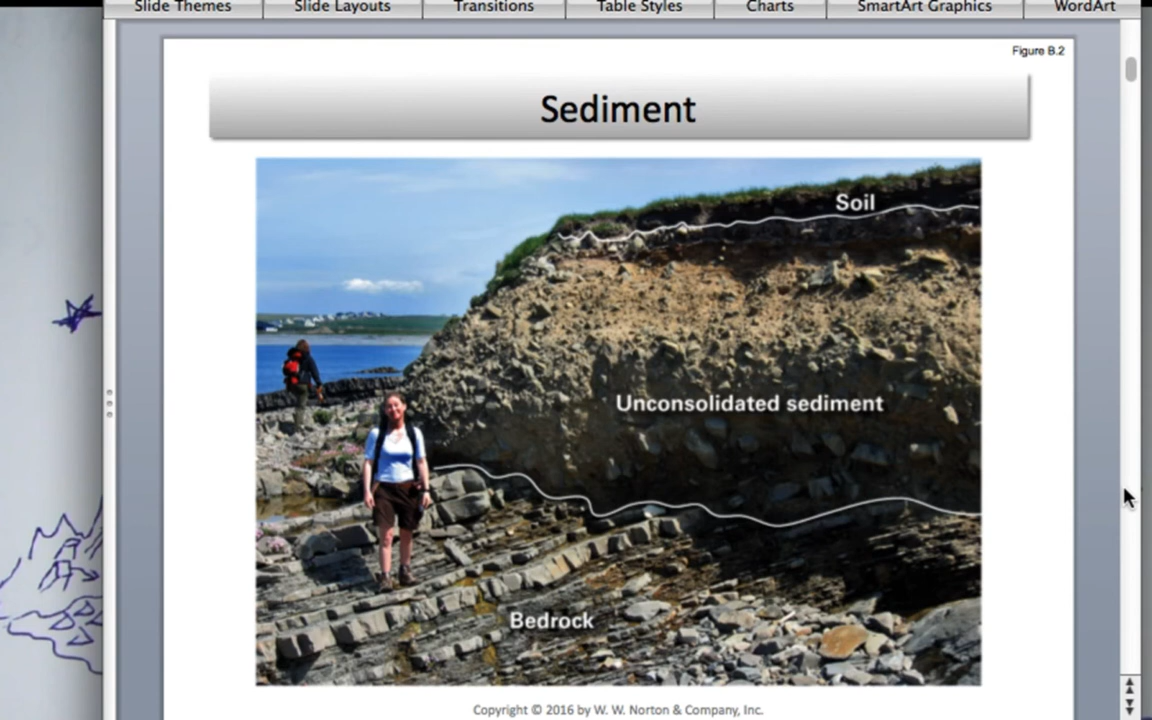 Slide Themes Slide Layouts Transitions Table Styles Charts SmartArt Graphics WordArt
Figure B.2
Sediment
Soil
Unconsolidated sediment
Bedrock
Copyright © 2016 by W. W. Norton & Company, Inc.